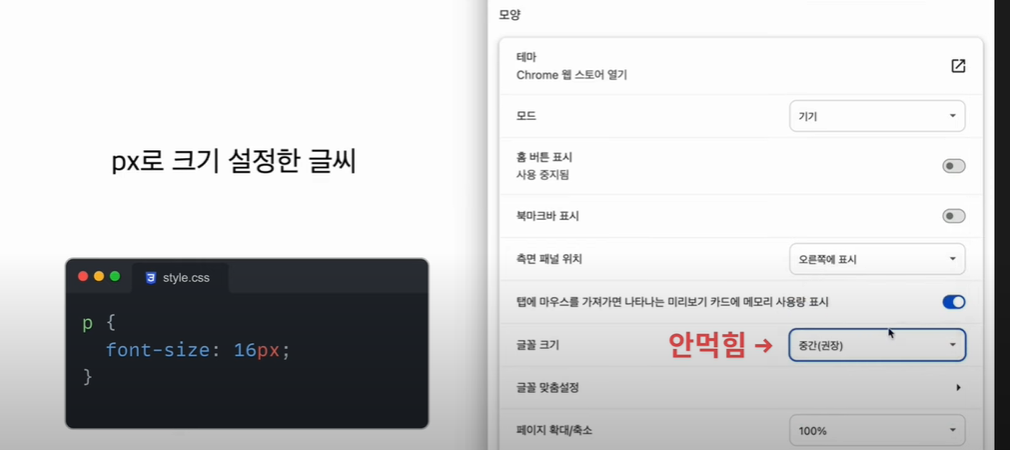 px로 크기 설정한 글씨
style.css
p {
font-size: 16px;
}
모양
테마
Chrome 웹 스토어 열기
모드
기기
홈 버튼 표시
사용 중지됨
북마크바 표시
측면 패널 위치
오른쪽에 표시
탭에 마우스를 가져가면 나타나는 미리보기 카드에 메모리 사용량 표시
글꼴 크기
안먹힘 →
중간(권장)
글꼴 맞춤설정
페이지 확대/축소
100%